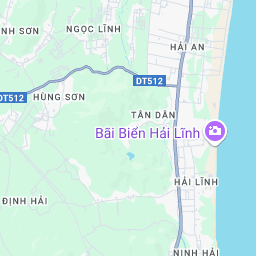 NGỌC LĨNH
NH SƠN
HẢI AN
DT512
DT512
HÙNG SƠN
TÂN DÂN
Bãi Biển Hải Lĩnh
HẢI LĨNH
ĐỊNH HẢI
NINH HẢI